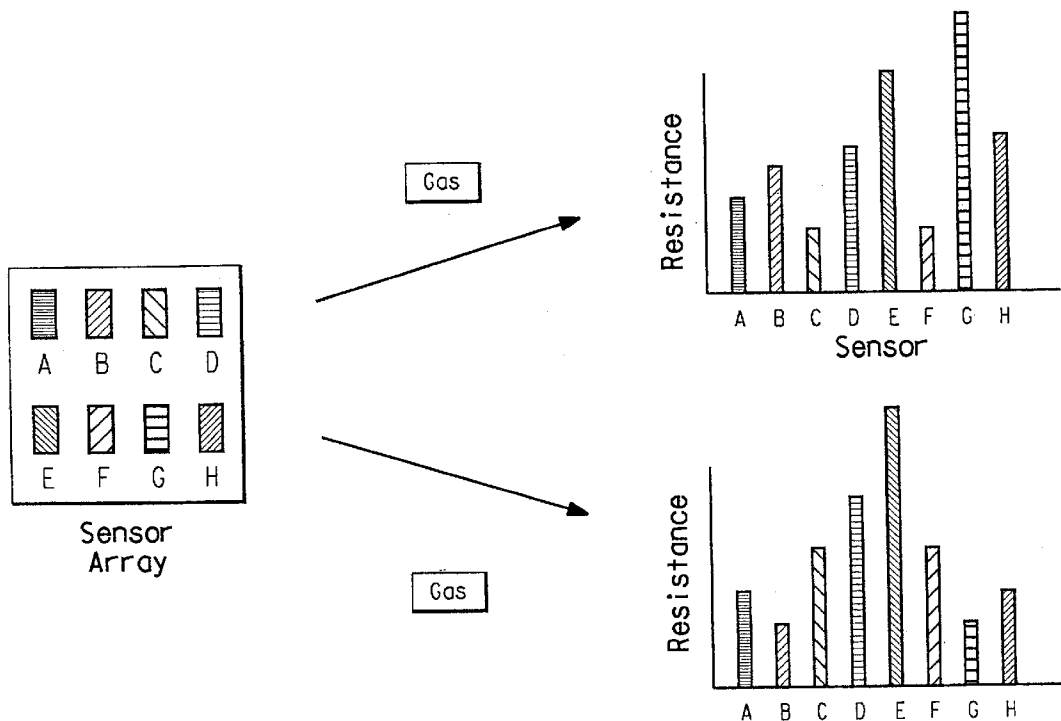 Gas
A B C D
E F G H
Sensor
Array
Gas
Resistance
A B C D E F G H
Sensor
Resistance
A B C D E F G H